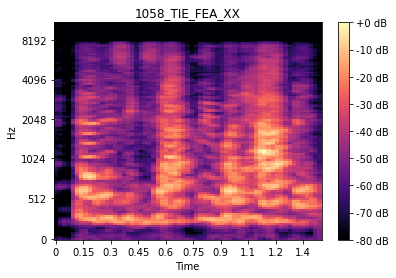 1058_TIE_FEA_XX
Hz
8192
4096
2048
1024
512
0
0 0.15 0.3 0.45 0.6 0.75 0.9 1.1 1.2 1.4
Time
+0 dB
-10 dB
-20 dB
-30 dB
-40 dB
-50 dB
-60 dB
-70 dB
-80 dB